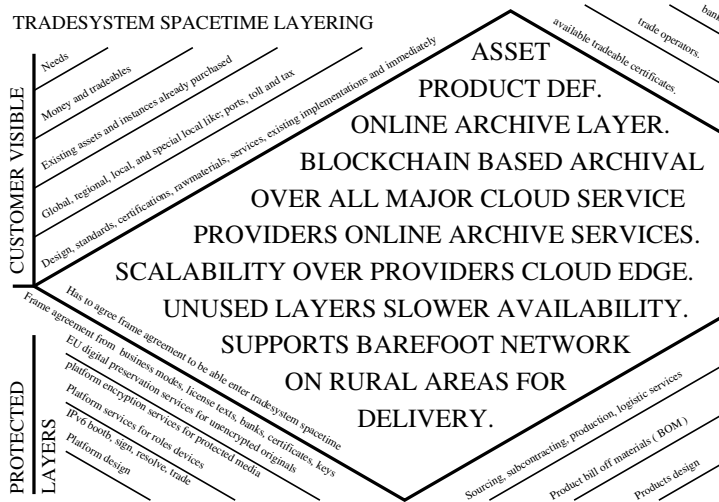 TRADESYSTEM SPACETIME LAYERING
CUSTOMER VISIBLE
Needs
Money and tradeables
Existing assets and instances already purchased
Global, regional, local, and special local like; ports, toll and tax
Design, standards, certifications, rawmaterials, services, existing implementations and immediately
available tradeable certificates.
trade operators.
bank
ASSET
PRODUCT DEF.
ONLINE ARCHIVE LAYER.
BLOCKCHAIN BASED ARCHIVAL
OVER ALL MAJOR CLOUD SERVICE
PROVIDERS ONLINE ARCHIVE SERVICES.
SCALABILITY OVER PROVIDERS CLOUD EDGE.
UNUSED LAYERS SLOWER AVAILABILITY.
SUPPORTS BAREFOOT NETWORK
ON RURAL AREAS FOR
DELIVERY.
PROTECTED
LAYERS
Has to agree frame agreement to be able enter tradesystem spacetime
Frame agreement from business modes, license texts, banks, certificates, keys
EU digital preservation services for unencrypted originals
platform encryption services for protected media
Platform services for roles devices
IPv6 bootb, sign, resolve, trade
Platform design
Sourcing, subcontracting, production, logistic services
Product bill off materials ( BOM )
Products design